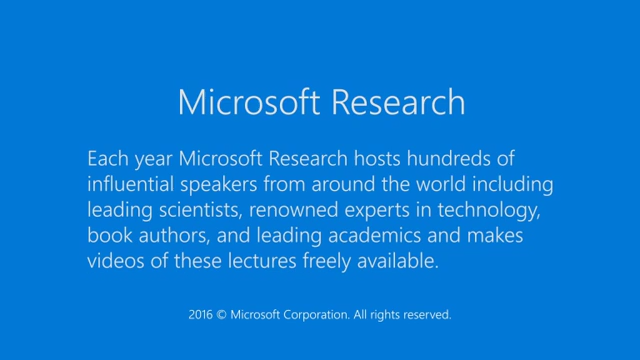 Microsoft Research
Each year Microsoft Research hosts hundreds of
influential speakers from around the world including
leading scientists, renowned experts in technology,
book authors, and leading academics and makes
videos of these lectures freely available.
2016 © Microsoft Corporation. All rights reserved.